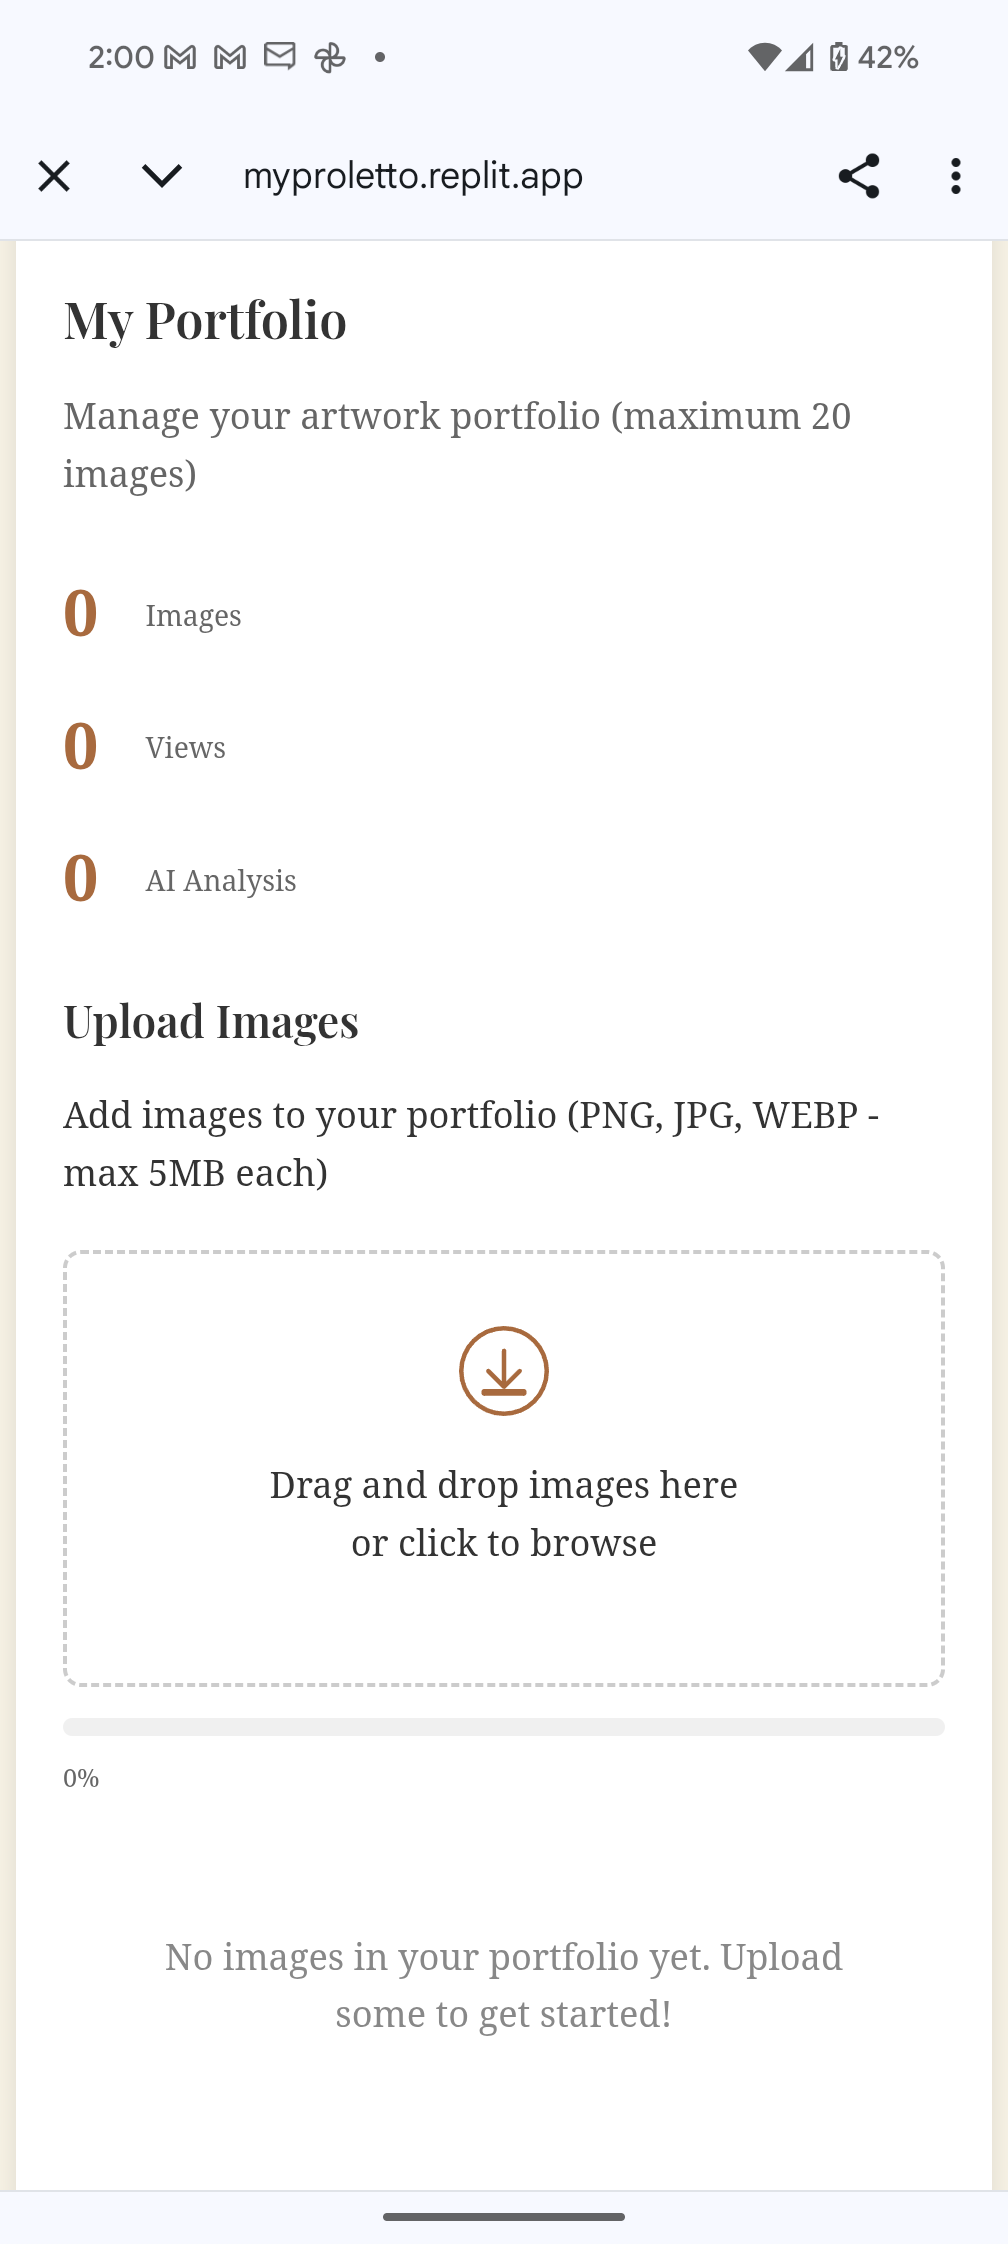 2:00
42%
myproletto.replit.app
My Portfolio
Manage your artwork portfolio (maximum 20
images)
0 Images
0 Views
0 AI Analysis
Upload Images
Add images to your portfolio (PNG, JPG, WEBP -
max 5MB each)
Drag and drop images here
or click to browse
0%
No images in your portfolio yet. Upload
some to get started!